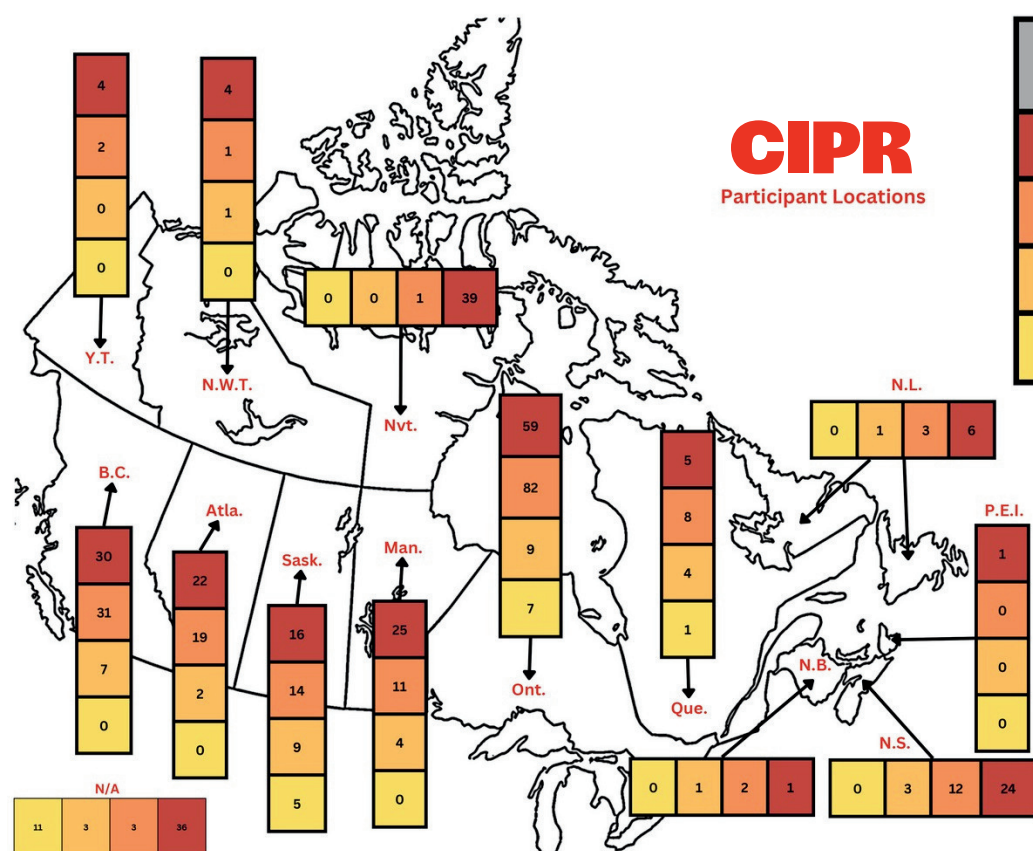 CIPR
Participant Locations
4
2
0
0
Y.T.
4
1
1
0
N.W.T.
0 0 1 39
Nvt.
N.L.
0 1 3 6
B.C.
30
31
7
0
Atla.
22
19
2
0
Sask.
16
14
9
5
Man.
25
11
4
0
59
82
9
7
Ont.
5
8
4
1
Que.
P.E.I.
1
0
0
0
N.B.
0 1 2 1
N.S.
0 3 12 24
N/A
11 3 3 36